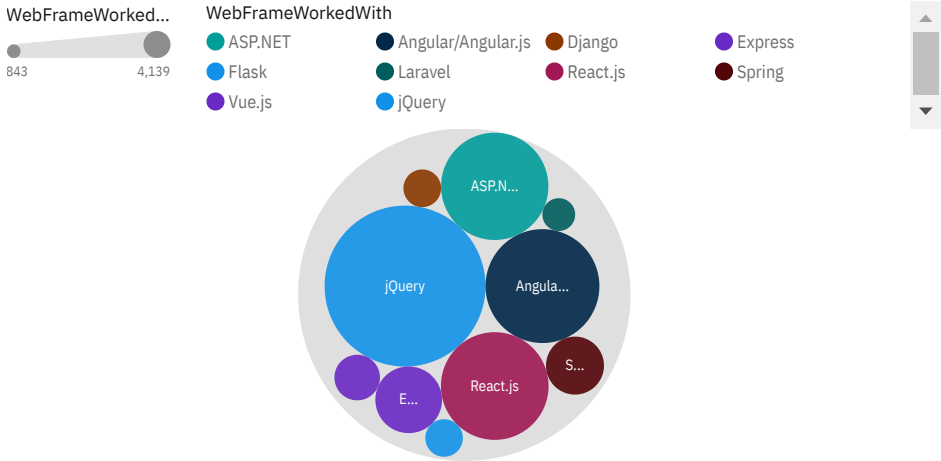 WebFrameWorked...
843 4,139
WebFrameWorkedWith
ASP.NET Angular/Angular.js Django Express
Flask Laravel React.js Spring
Vue.js jQuery
ASP.N...
jQuery
Angula...
S...
React.js
E...